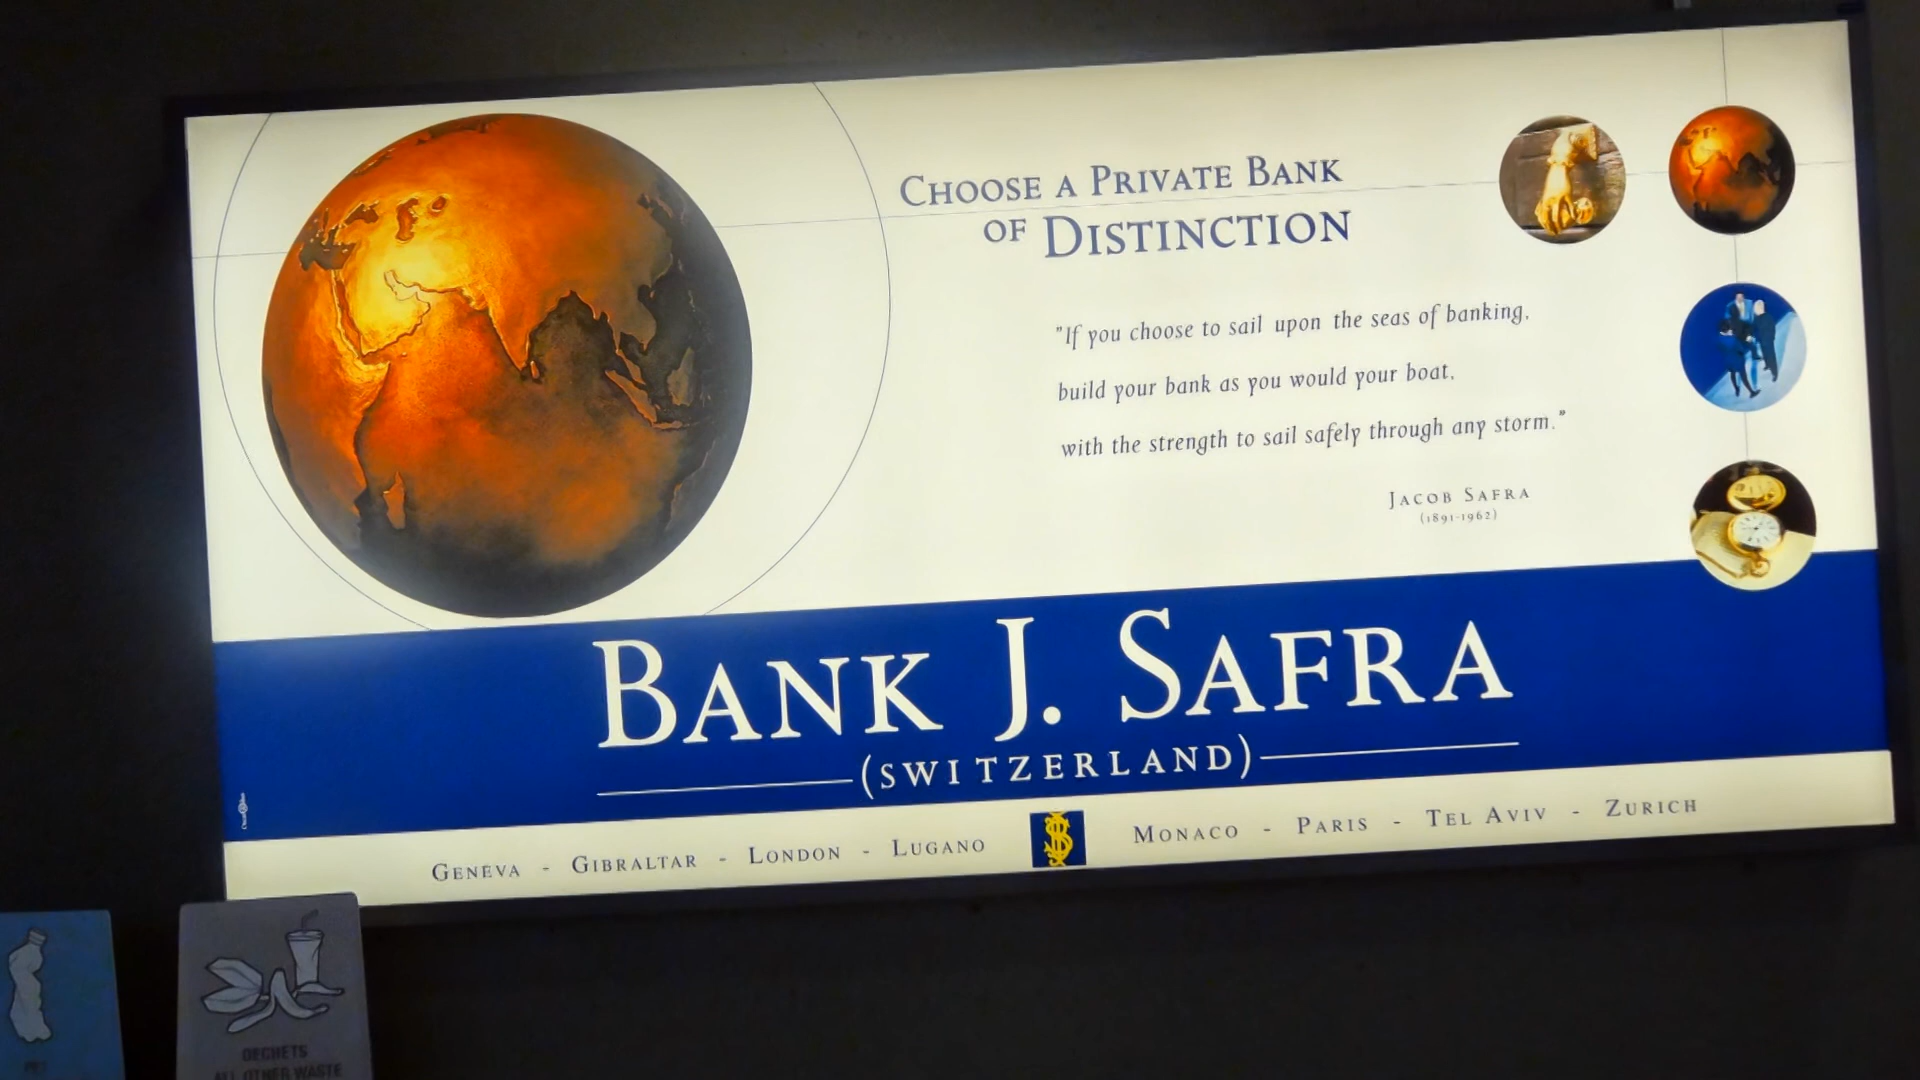 CHOOSE A PRIVATE BANK
OF DISTINCTION
"If you choose to sail upon the seas of banking,
build your bank as you would your boat,
with the strength to sail safely through any storm."
JACOB SAFRA
(1891-1962)
BANK J. SAFRA
(SWITZERLAND)
GENEVA - GIBRALTAR - LONDON - LUGANO MONACO - PARIS - TEL AVIV - ZURICH
PET
DECHETS
ALL OTHER WASTE